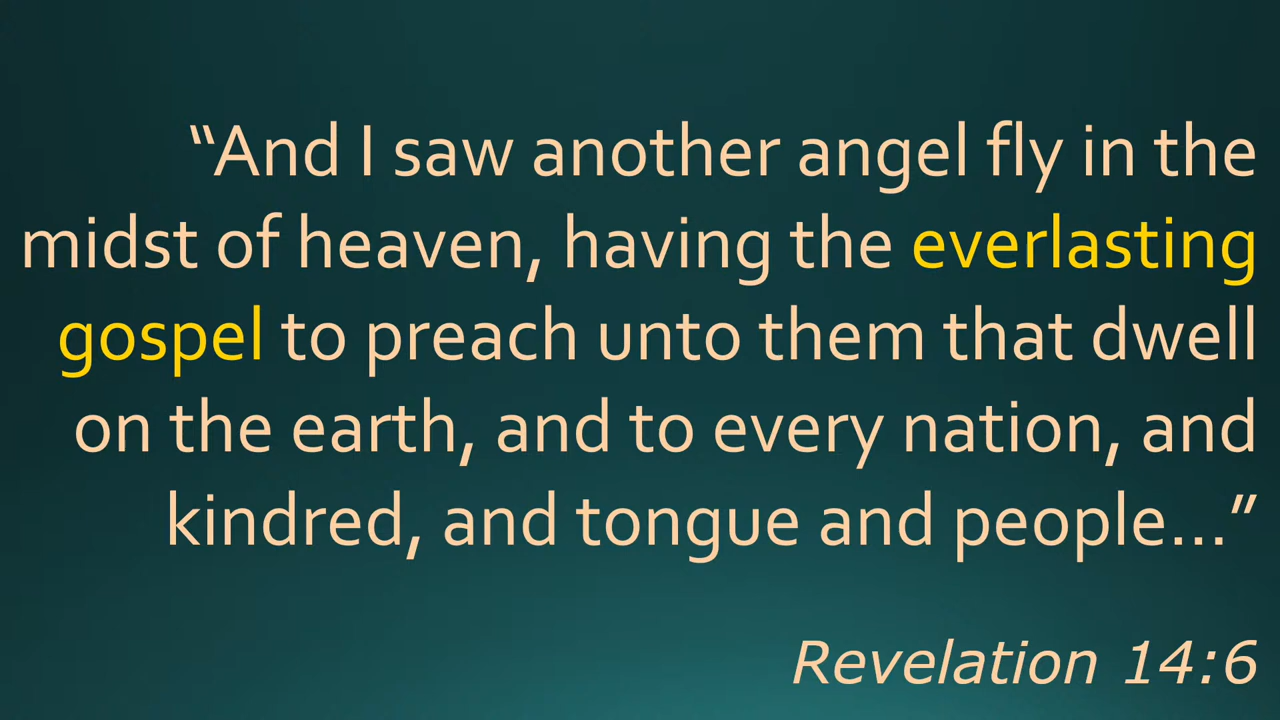 “And I saw another angel fly in the
midst of heaven, having the everlasting
gospel to preach unto them that dwell
on the earth, and to every nation, and
kindred, and tongue and people…”
Revelation 14:6